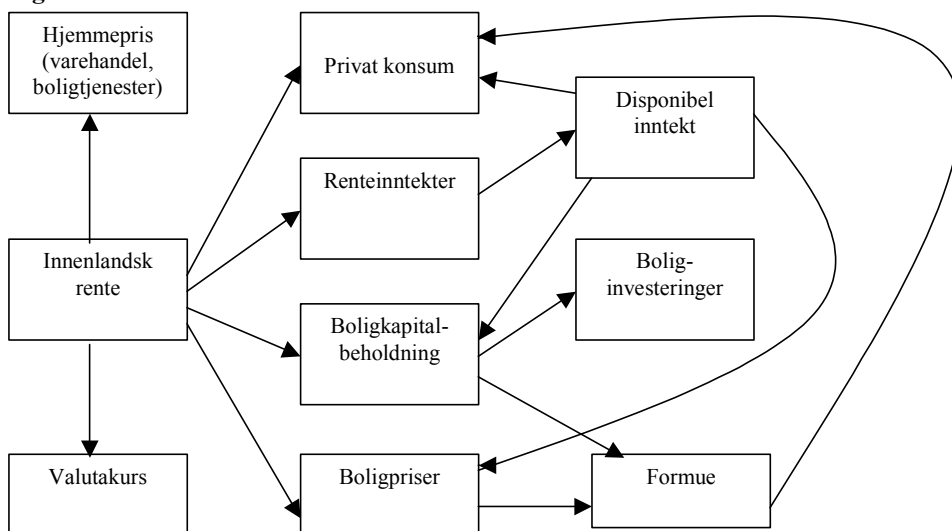 Hjemmepris
(varehandel,
boligtjenester)
Privat konsum
Disponibel
inntekt
Renteinntekter
Innenlandsk
rente
Bolig-
investeringer
Boligkapital-
beholdning
Valutakurs
Boligpriser
Formue